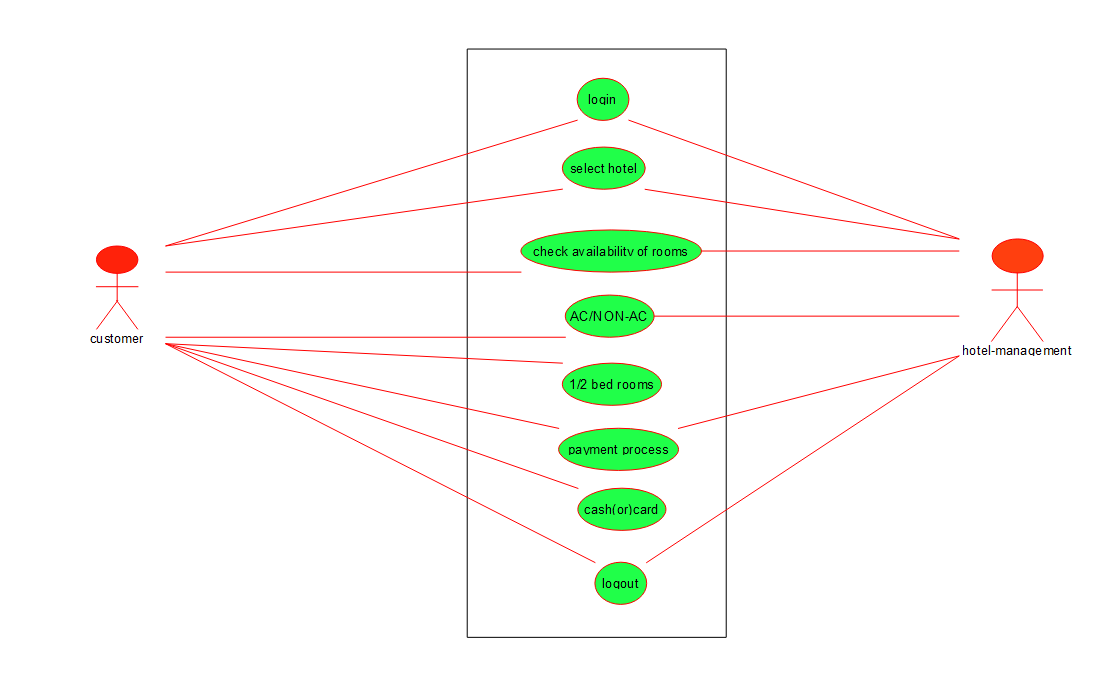 login
select hotel
check availability of rooms
customer
AC/NON-AC
hotel-management
1/2 bed rooms
payment process
cash(or)card
logout